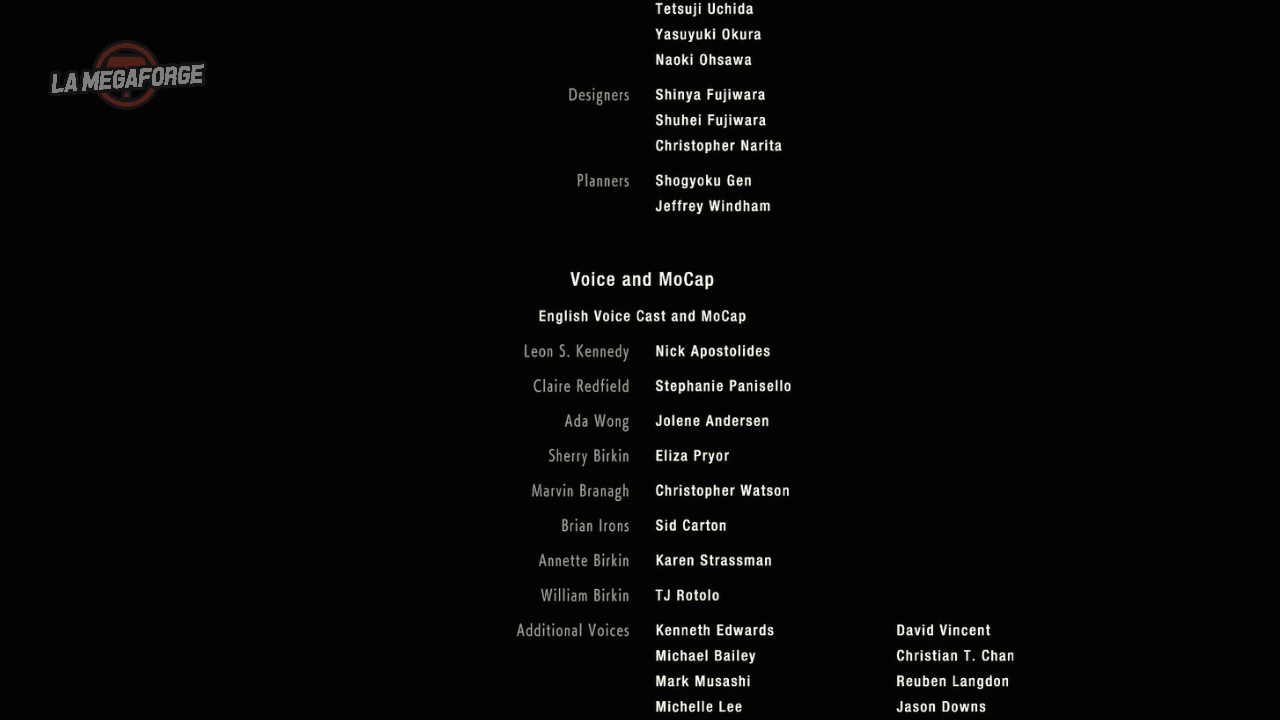 Tetsuji Uchida
Yasuyuki Okura
LA MEGAFORGE
Naoki Ohsawa
Designers Shinya Fujiwara
Shuhei Fujiwara
Christopher Narita
Planners Shogyoku Gen
Jeffrey Windham
Voice and MoCap
English Voice Cast and MoCap
Leon S. Kennedy Nick Apostolides
Claire Redfield Stephanie Panisello
Ada Wong Jolene Andersen
Sherry Birkin Eliza Pryor
Marvin Branagh Christopher Watson
Brian Irons Sid Carton
Annette Birkin Karen Strassman
William Birkin TJ Rotolo
Additional Voices Kenneth Edwards David Vincent
Michael Bailey Christian T. Chan
Mark Musashi Reuben Langdon
Michelle Lee Jason Downs